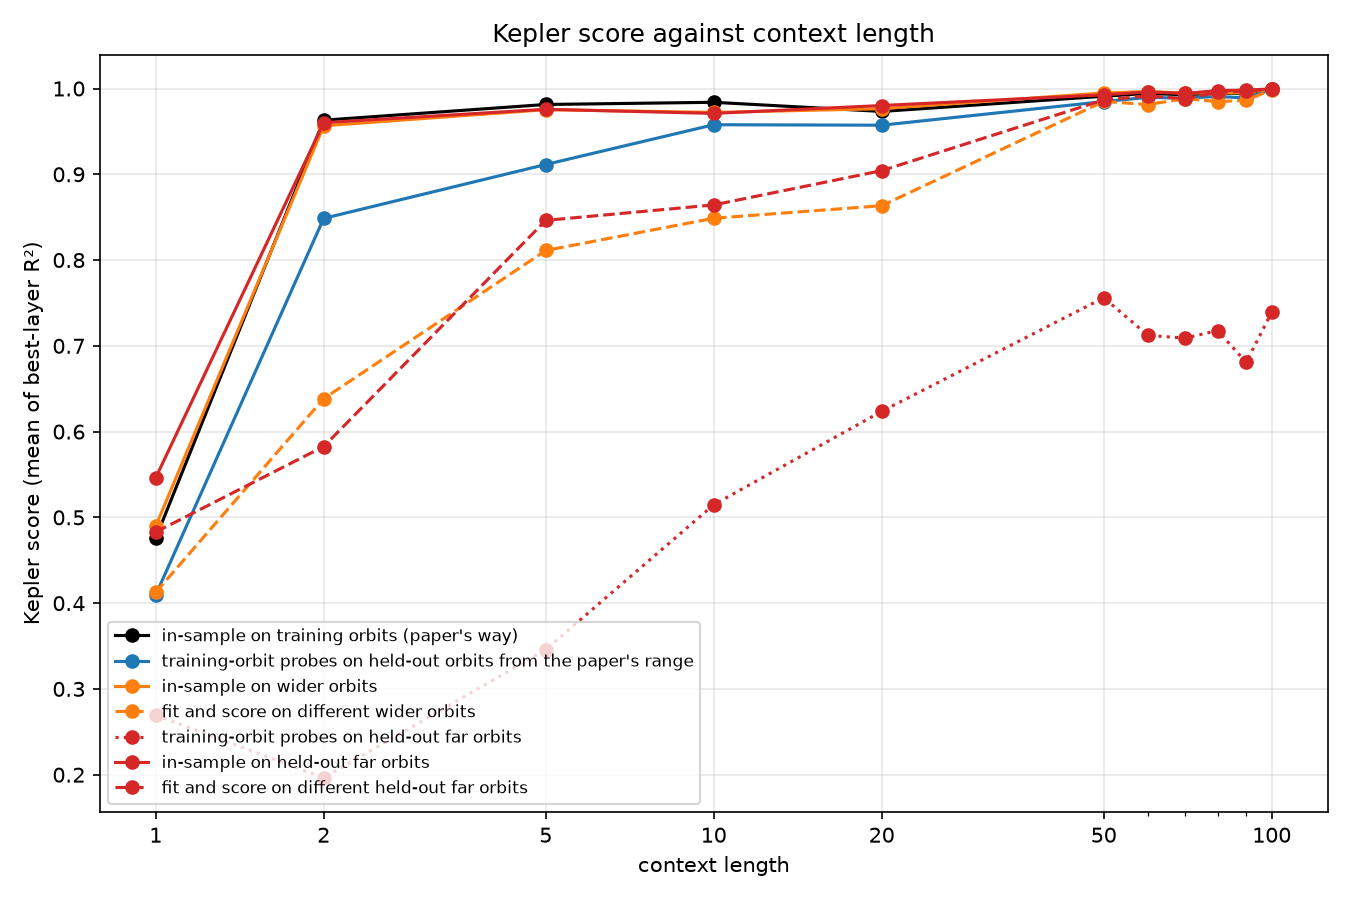 Kepler score against context length
Kepler score (mean of best-layer R²)
1.0
0.9
0.8
0.7
0.6
0.5
0.4
0.3
0.2
in-sample on training orbits (paper's way)
training-orbit probes on held-out orbits from the paper's range
in-sample on wider orbits
fit and score on different wider orbits
training-orbit probes on held-out far orbits
in-sample on held-out far orbits
fit and score on different held-out far orbits
1 2 5 10 20 50 100
context length